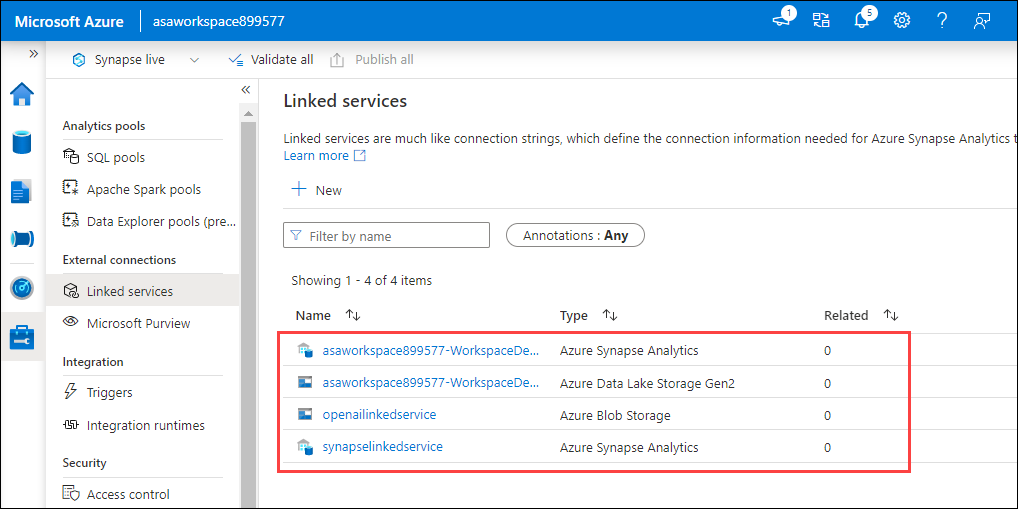 Microsoft Azure
asaworkspace899577
1
5
Synapse live
Validate all
Publish all
Analytics pools
SQL pools
Apache Spark pools
Data Explorer pools (pre...
External connections
Linked services
Microsoft Purview
Integration
Triggers
Integration runtimes
Security
Access control
Linked services
Linked services are much like connection strings, which define the connection information needed for Azure Synapse Analytics t
Learn more
New
Filter by name
Annotations : Any
Showing 1 - 4 of 4 items
Name Type Related
asaworkspace899577-WorkspaceDe... Azure Synapse Analytics 0
asaworkspace899577-WorkspaceDe... Azure Data Lake Storage Gen2 0
openailinkedservice Azure Blob Storage 0
synapselinkedservice Azure Synapse Analytics 0